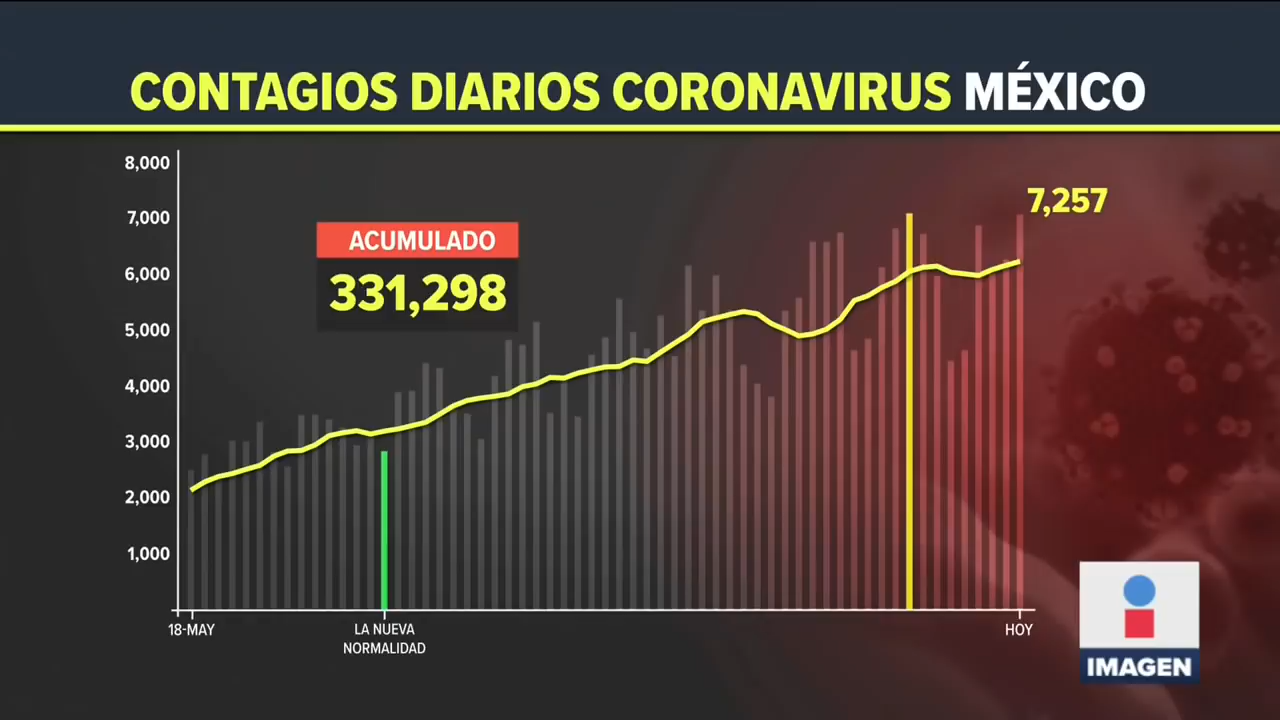 CONTAGIOS DIARIOS CORONAVIRUS MÉXICO
8,000
7,000
6,000
5,000
4,000
3,000
2,000
1,000
ACUMULADO
331,298
7,257
18-MAY
LA NUEVA
NORMALIDAD
HOY
IMAGEN